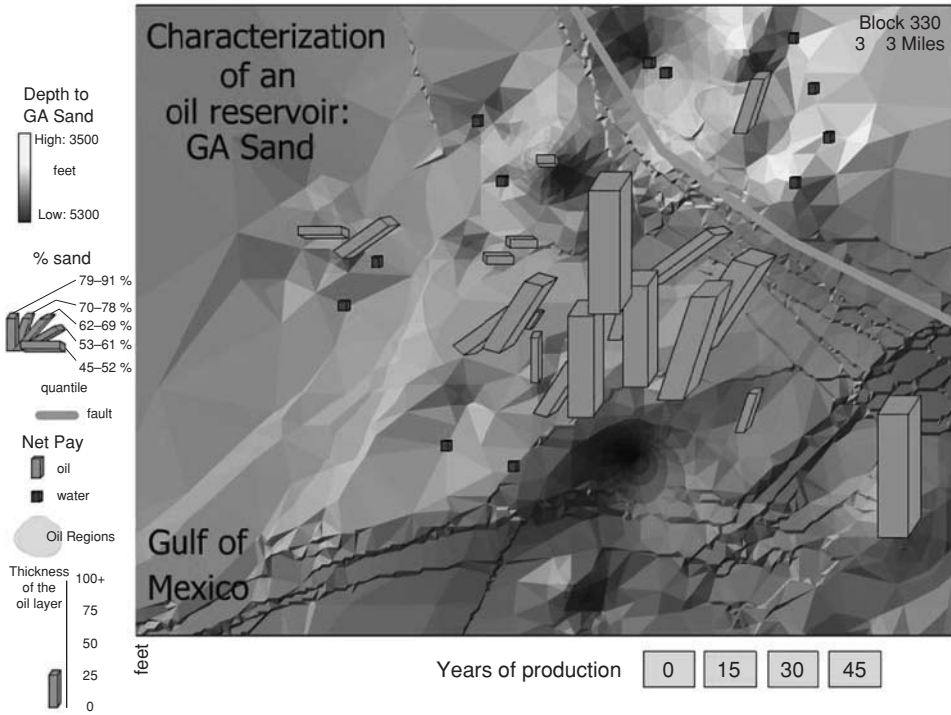 Characterization
of an
oil reservoir:
GA Sand
Block 330
3 3 Miles
Depth to
GA Sand
High: 3500
feet
Low: 5300
% sand
79–91 %
70–78 %
62–69 %
53–61 %
45–52 %
quantile
fault
Net Pay
oil
water
Oil Regions
Thickness
of the
oil layer
100+
75
50
25
0
Gulf of
Mexico
feet
Years of production
0
15
30
45